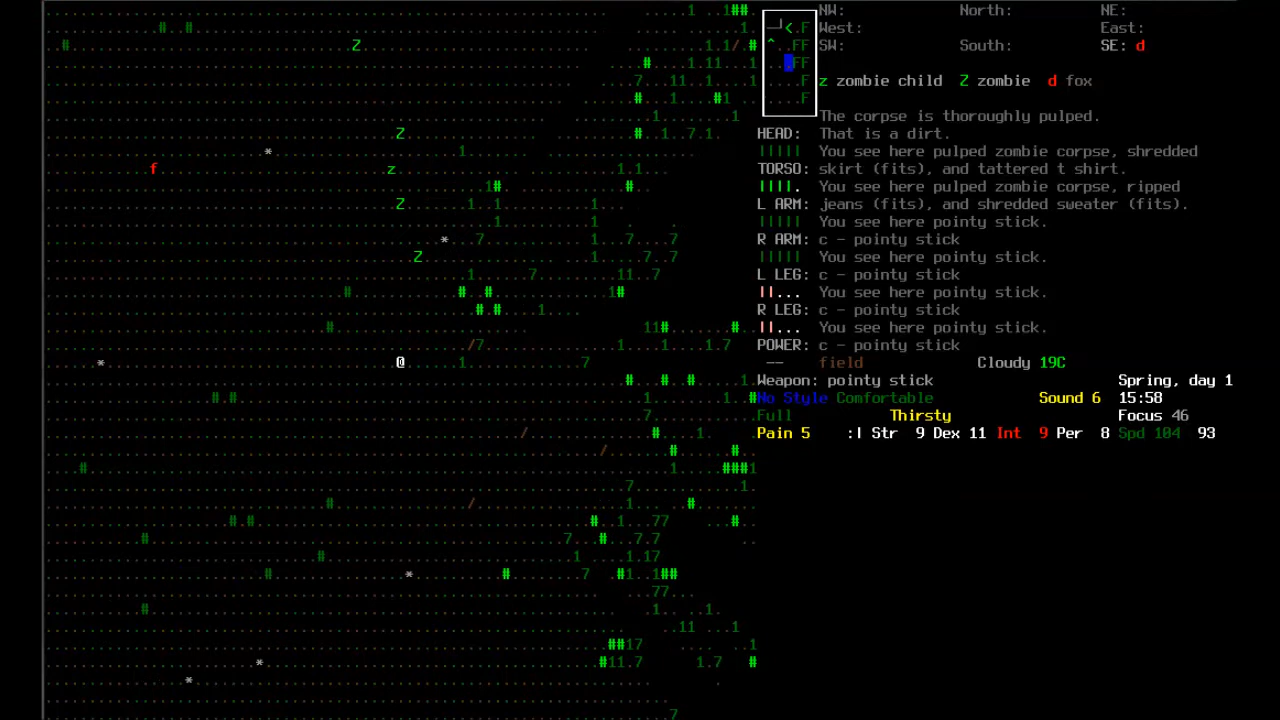 NW: North: NE:
West: East:
SW: South: SE: d
z zombie child Z zombie d fox
The corpse is thoroughly pulped.
HEAD: That is a dirt.
You see here pulped zombie corpse, shredded
TORSO: skirt (fits), and tattered t shirt.
You see here pulped zombie corpse, ripped
L ARM: jeans (fits), and shredded sweater (fits).
You see here pointy stick.
R ARM: c - pointy stick
You see here pointy stick.
L LEG: c - pointy stick
You see here pointy stick.
R LEG: c - pointy stick
You see here pointy stick.
POWER: c - pointy stick
-- field Cloudy 19C
Weapon: pointy stick Spring, day 1
No Style Comfortable Sound 6 15:58
Full Thirsty Focus 46
Pain 5 :| Str 9 Dex 11 Int 9 Per 8 Spd 104 93